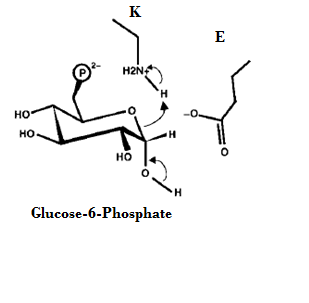 K
E
P 2-
H2N+
H
HO
O
−O
HO
H
HO
O
O
H
Glucose-6-Phosphate